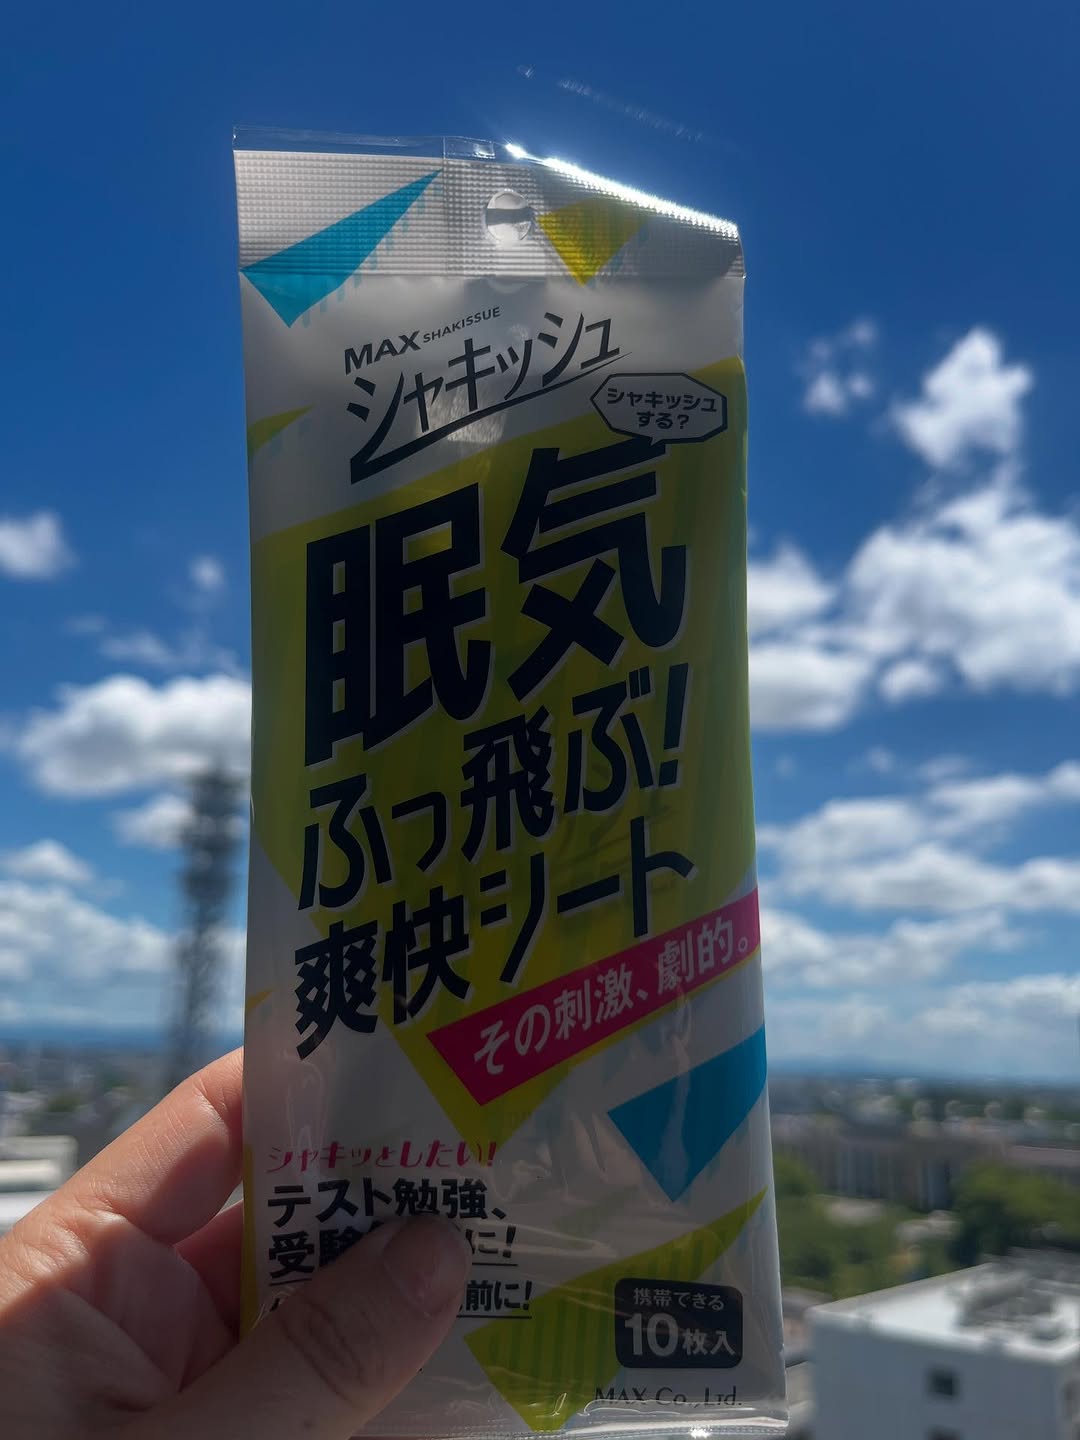 MAX SHAKISSUE
シャキッシュ
シャキッシュ
する?
眠気
ふっ飛ぶ!
爽快シート
その刺激、劇的。
シャキッとしたい!
テスト勉強、
受験
に!
前に!
携帯できる
10枚入
MAX Co., Ltd.